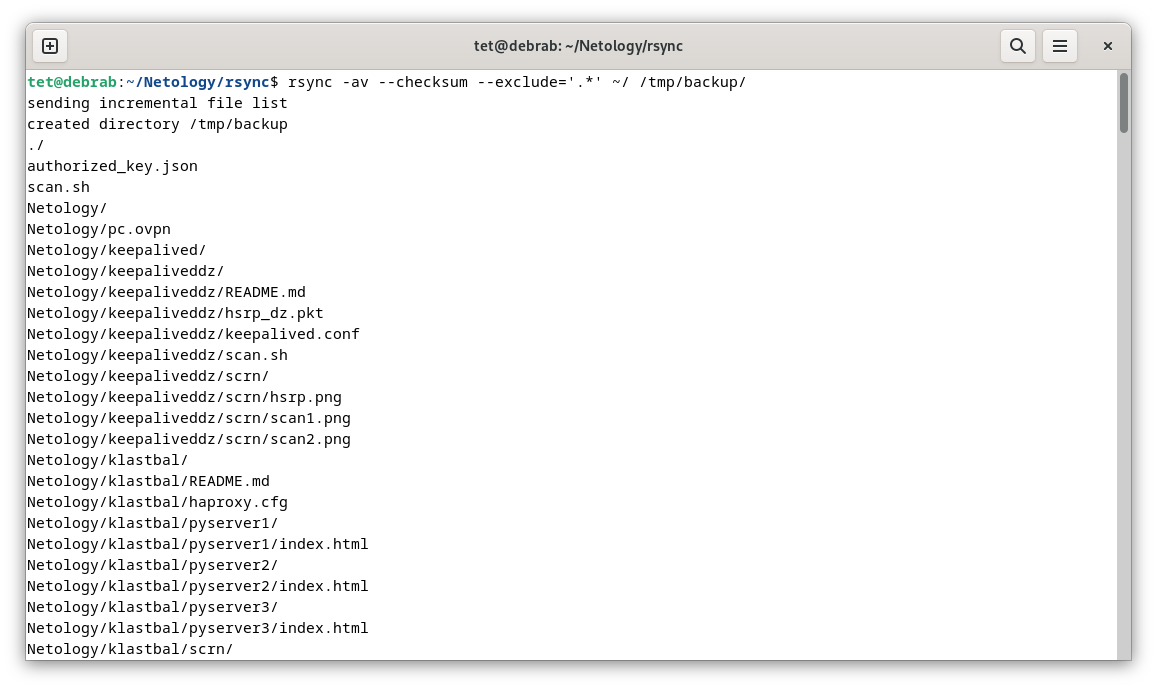 tet@debrab: ~/Netology/rsync
tet@debrab:~/Netology/rsync$ rsync -av --checksum --exclude='.*' ~/ /tmp/backup/
sending incremental file list
created directory /tmp/backup
./
authorized_key.json
scan.sh
Netology/
Netology/pc.ovpn
Netology/keepalived/
Netology/keepaliveddz/
Netology/keepaliveddz/README.md
Netology/keepaliveddz/hsrp_dz.pkt
Netology/keepaliveddz/keepalived.conf
Netology/keepaliveddz/scan.sh
Netology/keepaliveddz/scrn/
Netology/keepaliveddz/scrn/hsrp.png
Netology/keepaliveddz/scrn/scan1.png
Netology/keepaliveddz/scrn/scan2.png
Netology/klastbal/
Netology/klastbal/README.md
Netology/klastbal/haproxy.cfg
Netology/klastbal/pyserver1/
Netology/klastbal/pyserver1/index.html
Netology/klastbal/pyserver2/
Netology/klastbal/pyserver2/index.html
Netology/klastbal/pyserver3/
Netology/klastbal/pyserver3/index.html
Netology/klastbal/scrn/